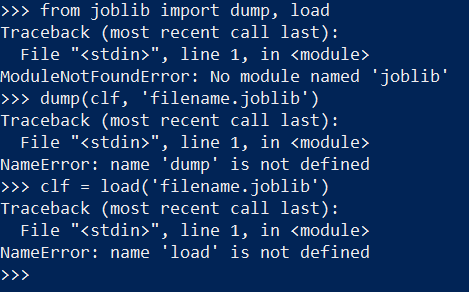 >>> from joblib import dump, load
Traceback (most recent call last):
  File "<stdin>", line 1, in <module>
ModuleNotFoundError: No module named 'joblib'
>>> dump(clf, 'filename.joblib')
Traceback (most recent call last):
  File "<stdin>", line 1, in <module>
NameError: name 'dump' is not defined
>>> clf = load('filename.joblib')
Traceback (most recent call last):
  File "<stdin>", line 1, in <module>
NameError: name 'load' is not defined
>>>